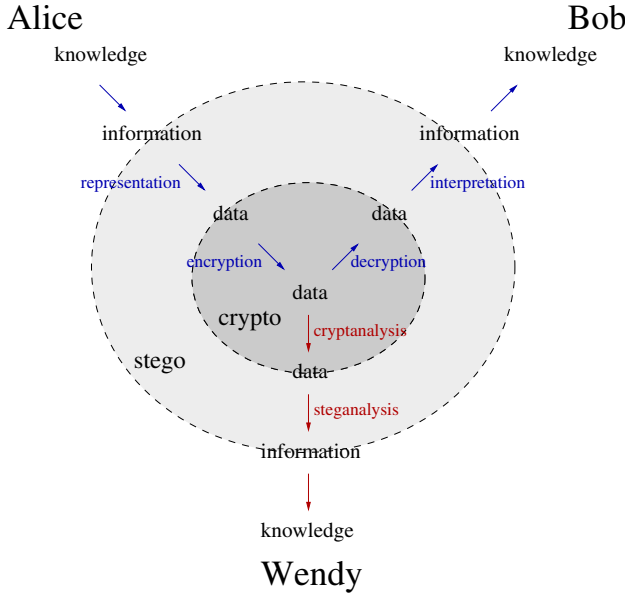 Alice
Bob
knowledge
knowledge
information
information
representation
interpretation
data
data
encryption
decryption
data
crypto
cryptanalysis
stego
data
steganalysis
information
knowledge
Wendy